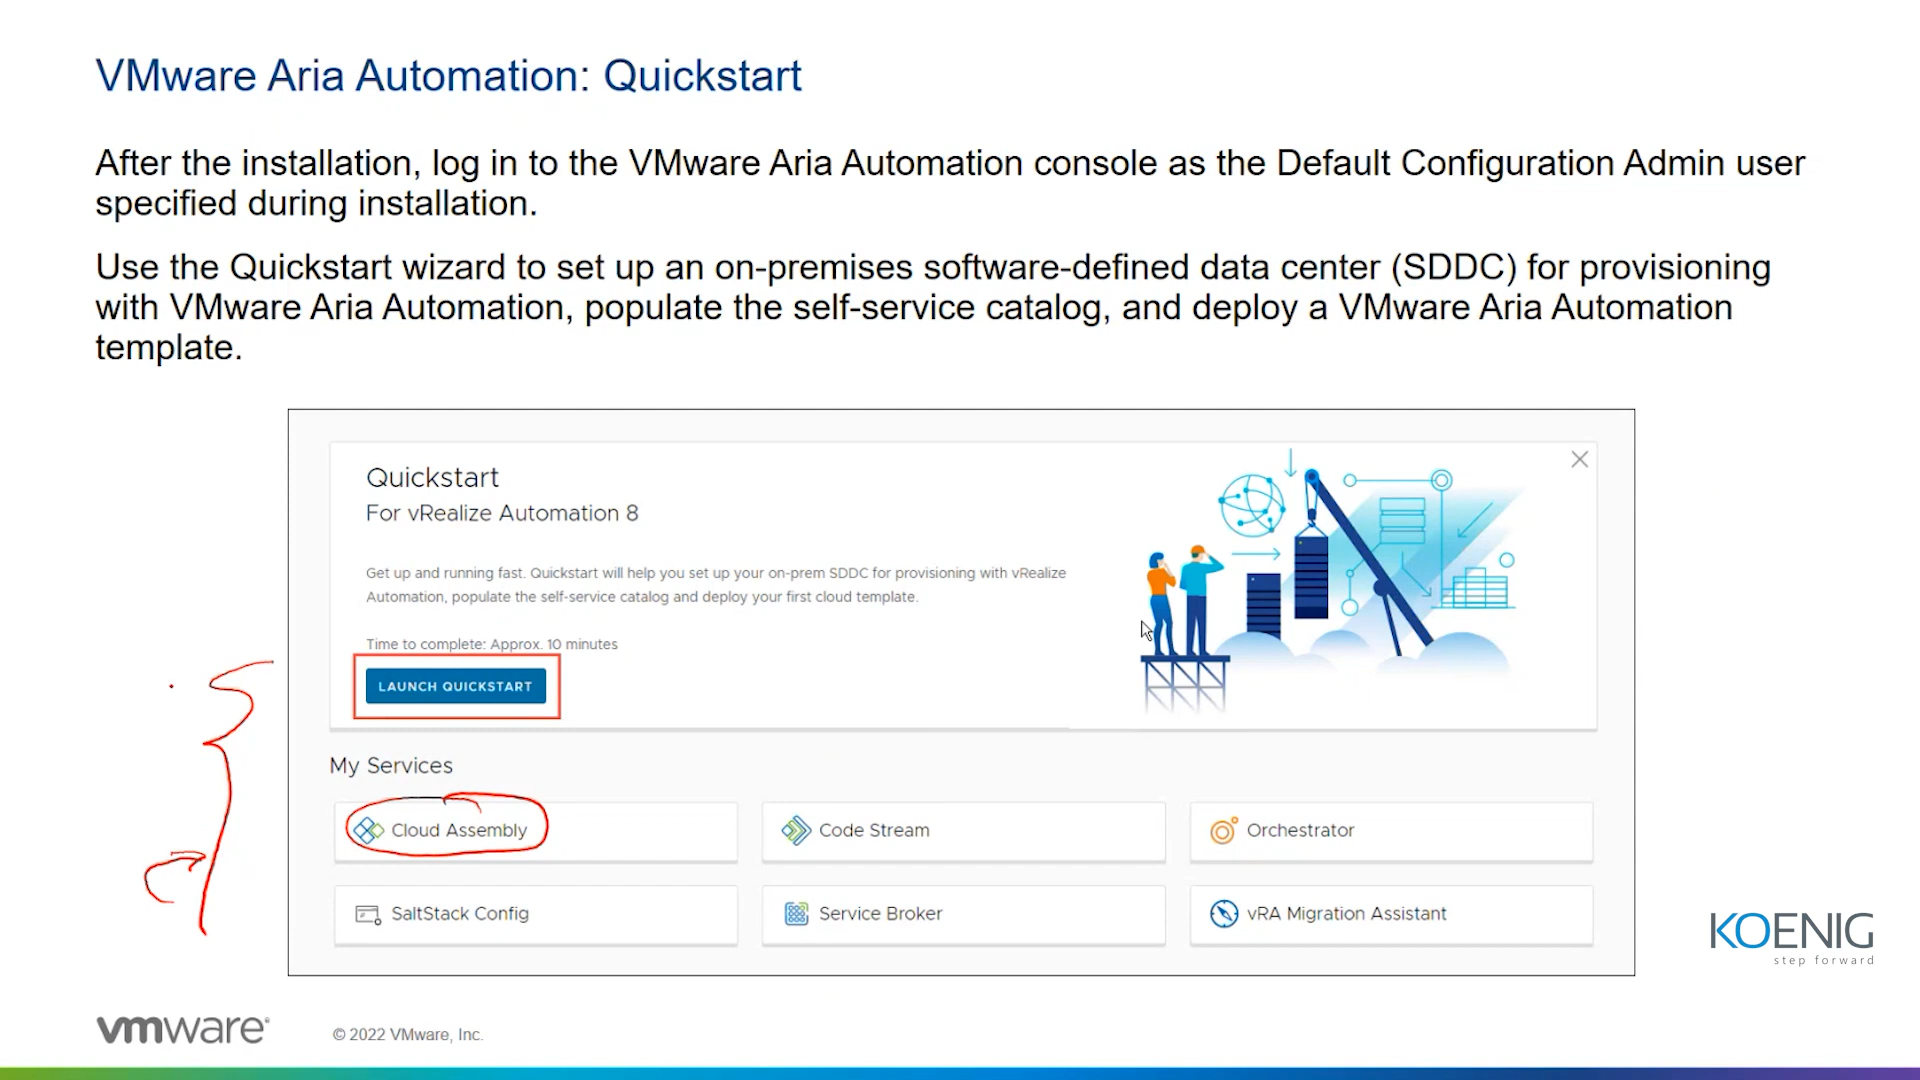 VMware Aria Automation: Quickstart
After the installation, log in to the VMware Aria Automation console as the Default Configuration Admin user
specified during installation.
Use the Quickstart wizard to set up an on-premises software-defined data center (SDDC) for provisioning
with VMware Aria Automation, populate the self-service catalog, and deploy a VMware Aria Automation
template.
Quickstart
For vRealize Automation 8
Get up and running fast. Quickstart will help you set up your on-prem SDDC for provisioning with vRealize
Automation, populate the self-service catalog and deploy your first cloud template.
Time to complete: Approx. 10 minutes
LAUNCH QUICKSTART
My Services
Cloud Assembly
Code Stream
Orchestrator
SaltStack Config
Service Broker
vRA Migration Assistant
KOENIG
step forward
vmware®
© 2022 VMware, Inc.